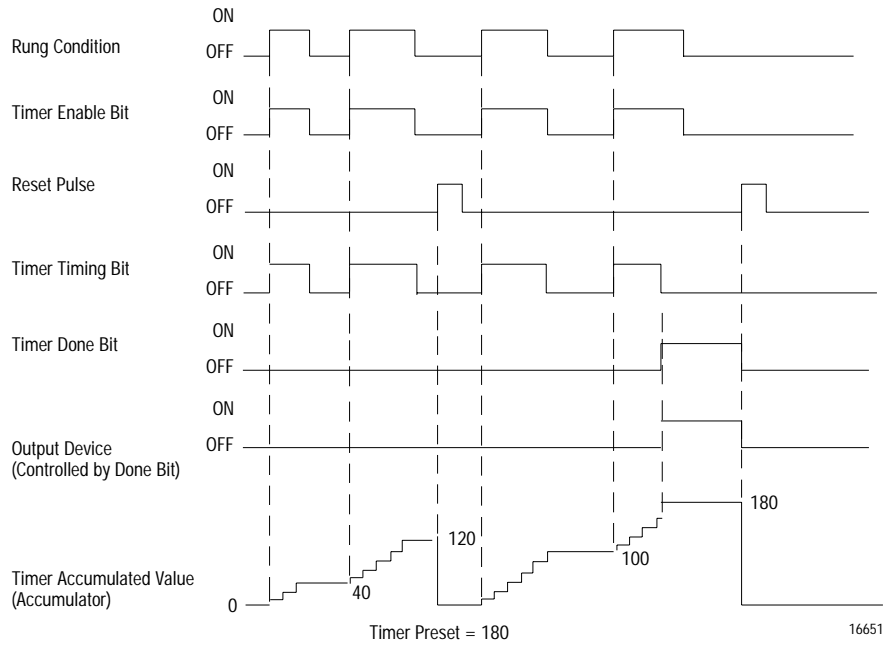 ON
Rung Condition
OFF
ON
Timer Enable Bit
OFF
ON
Reset Pulse
OFF
ON
Timer Timing Bit
OFF
ON
Timer Done Bit
OFF
ON
OFF
Output Device
(Controlled by Done Bit)
180
120
100
40
Timer Accumulated Value
(Accumulator)
0
Timer Preset = 180
16651